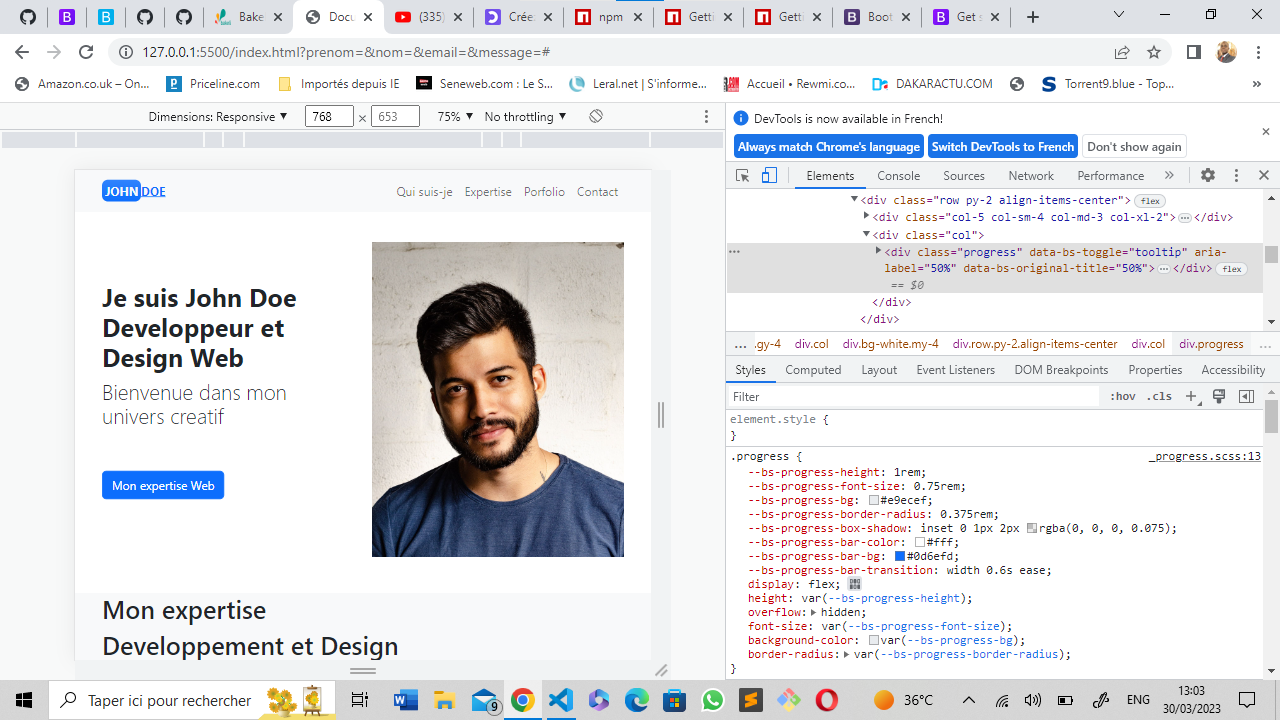 Bake
Docu
(335)
Crée
npm
Getti
Getti
Boot
Get s
127.0.0.1:5500/index.html?prenom=&nom=&email=&message=#
Amazon.co.uk – On...
Priceline.com
Importés depuis IE
Seneweb.com : Le S...
Leral.net | S'informe...
Accueil • Rewmi.co...
DAKARACTU.COM
Torrent9.blue - Top...
»
Dimensions: Responsive ▼ 768 × 653 75% ▼ No throttling ▼
JOHN DOE
Qui suis-je Expertise Porfolio Contact
Je suis John Doe
Developpeur et
Design Web
Bienvenue dans mon
univers creatif
Mon expertise Web
Mon expertise
Developpement et Design
DevTools is now available in French!
Always match Chrome's language Switch DevTools to French Don't show again
Elements Console Sources Network Performance »
<div class="row py-2 align-items-center"> flex
<div class="col-5 col-sm-4 col-md-3 col-xl-2">…</div>
<div class="col">
<div class="progress" data-bs-toggle="tooltip" aria-
label="50%" data-bs-original-title="50%">…</div> flex
== $0
</div>
</div>
... .gy-4 div.col div.bg-white.my-4 div.row.py-2.align-items-center div.col div.progress ...
Styles Computed Layout Event Listeners DOM Breakpoints Properties Accessibility
Filter :hov .cls
element.style {
}
.progress { _progress.scss:13
--bs-progress-height: 1rem;
--bs-progress-font-size: 0.75rem;
--bs-progress-bg: #e9ecef;
--bs-progress-border-radius: 0.375rem;
--bs-progress-box-shadow: inset 0 1px 2px rgba(0, 0, 0, 0.075);
--bs-progress-bar-color: #fff;
--bs-progress-bar-bg: #0d6efd;
--bs-progress-bar-transition: width 0.6s ease;
display: flex;
height: var(--bs-progress-height);
overflow: hidden;
font-size: var(--bs-progress-font-size);
background-color: var(--bs-progress-bg);
border-radius: var(--bs-progress-border-radius);
}
Taper ici pour rechercher
9
36°C
ENG
13:03
30/03/2023